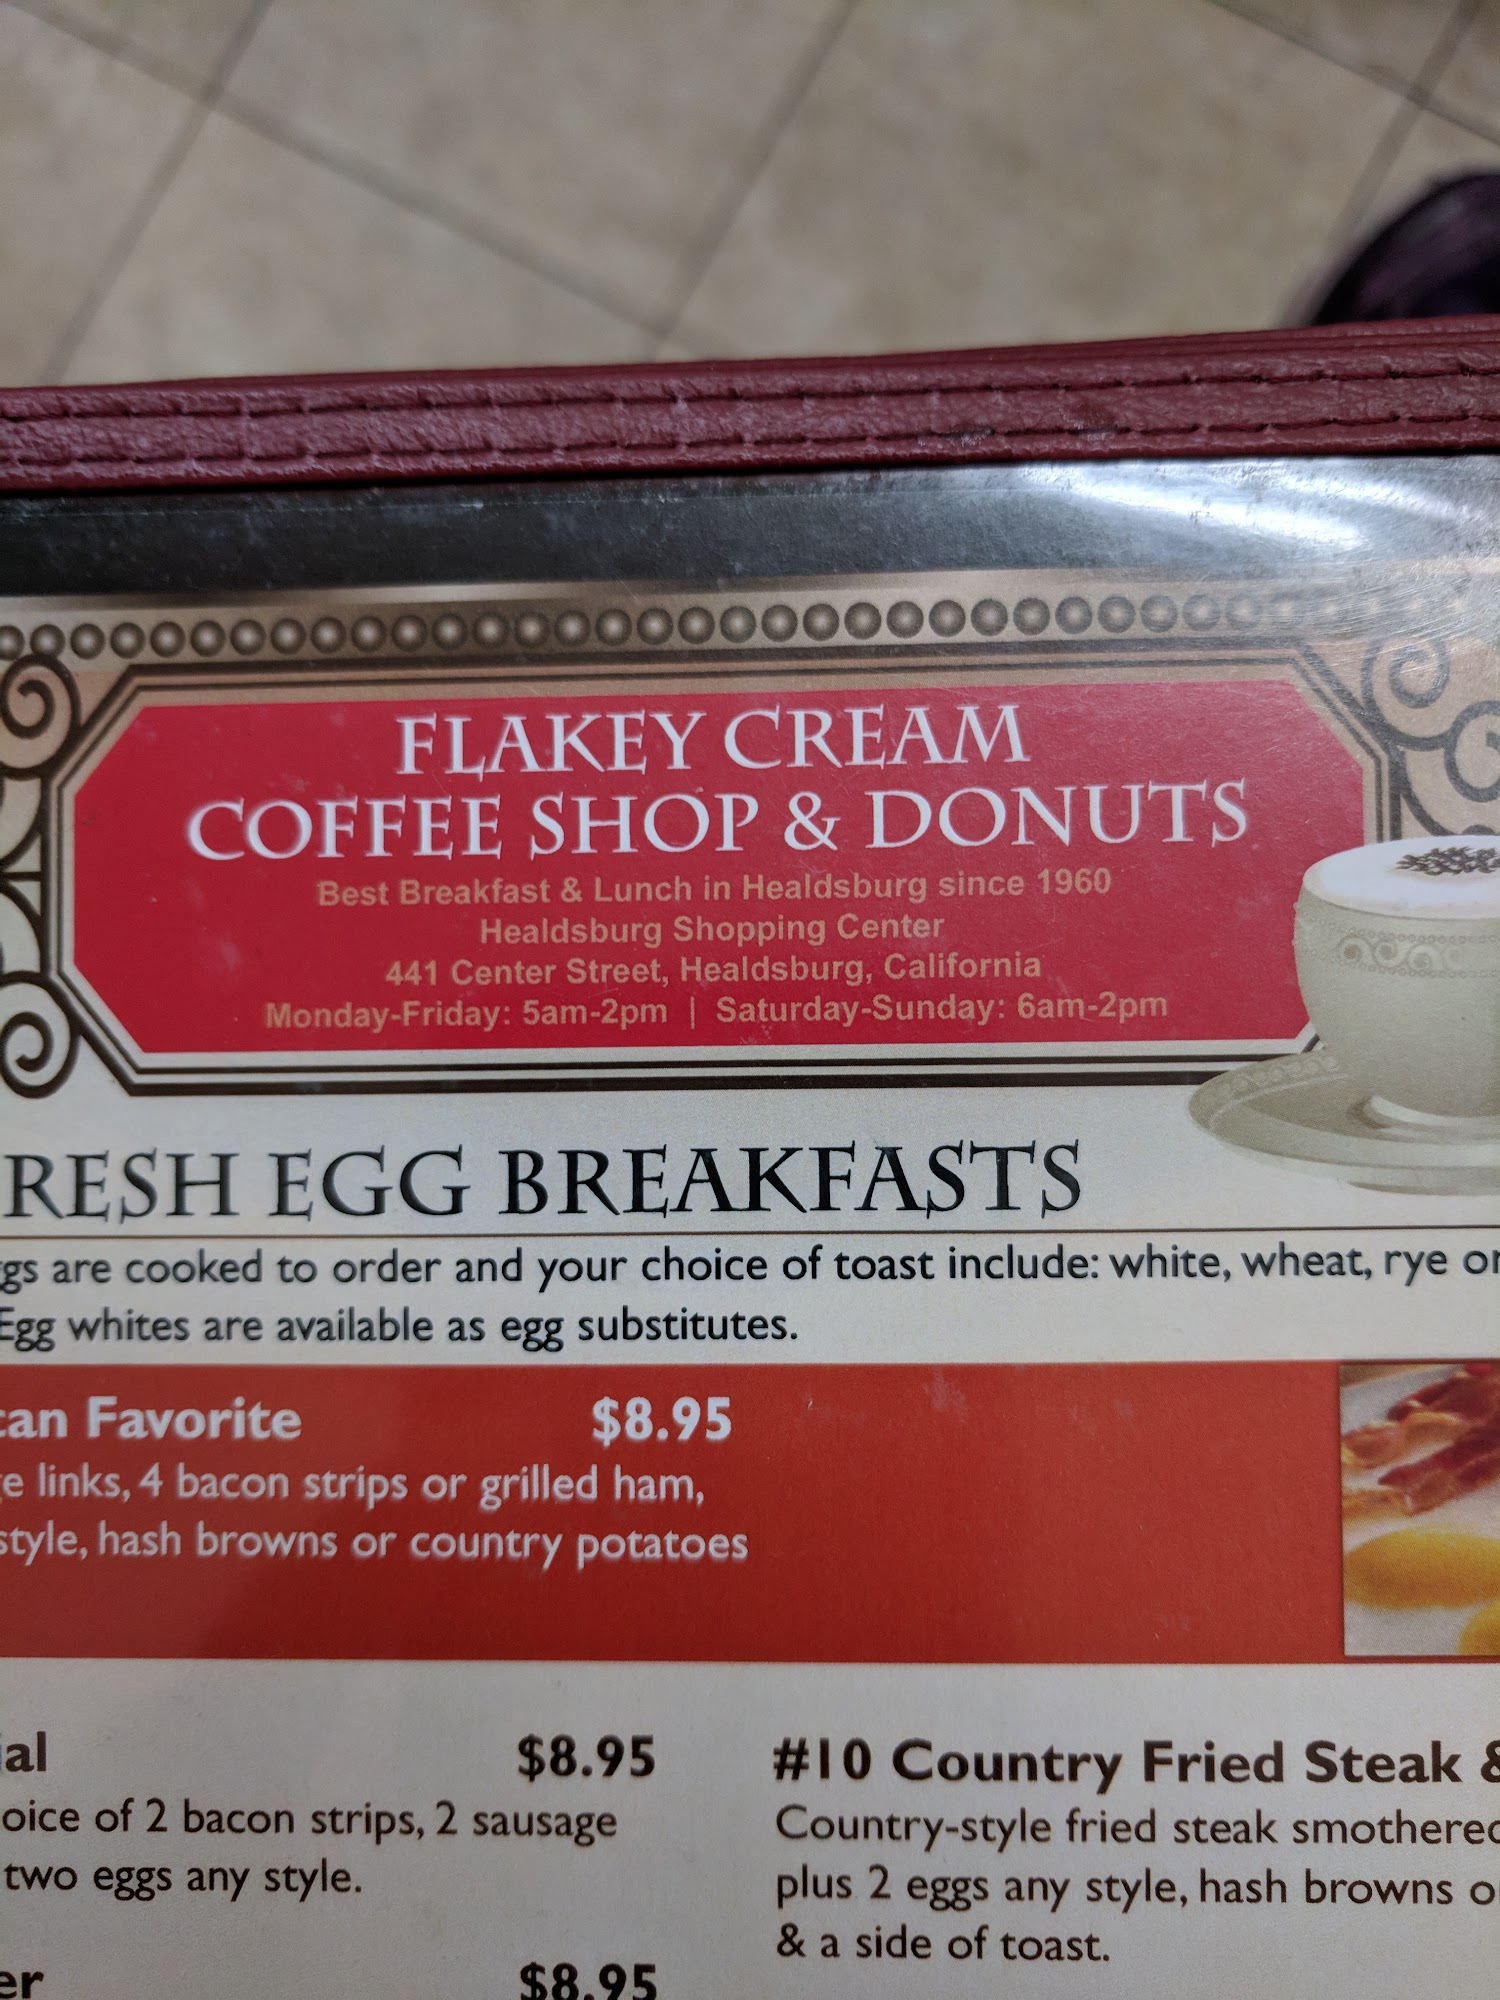 FLAKEY CREAM
COFFEE SHOP & DONUTS
Best Breakfast & Lunch in Healdsburg since 1960
Healdsburg Shopping Center
441 Center Street, Healdsburg, California
Monday-Friday: 5am-2pm | Saturday-Sunday: 6am-2pm
RESH EGG BREAKFASTS
ggs are cooked to order and your choice of toast include: white, wheat, rye or
Egg whites are available as egg substitutes.
can Favorite $8.95
e links, 4 bacon strips or grilled ham,
style, hash browns or country potatoes
ial $8.95
oice of 2 bacon strips, 2 sausage
two eggs any style.
er $8.95
#10 Country Fried Steak &
Country-style fried steak smothered
plus 2 eggs any style, hash browns o
& a side of toast.